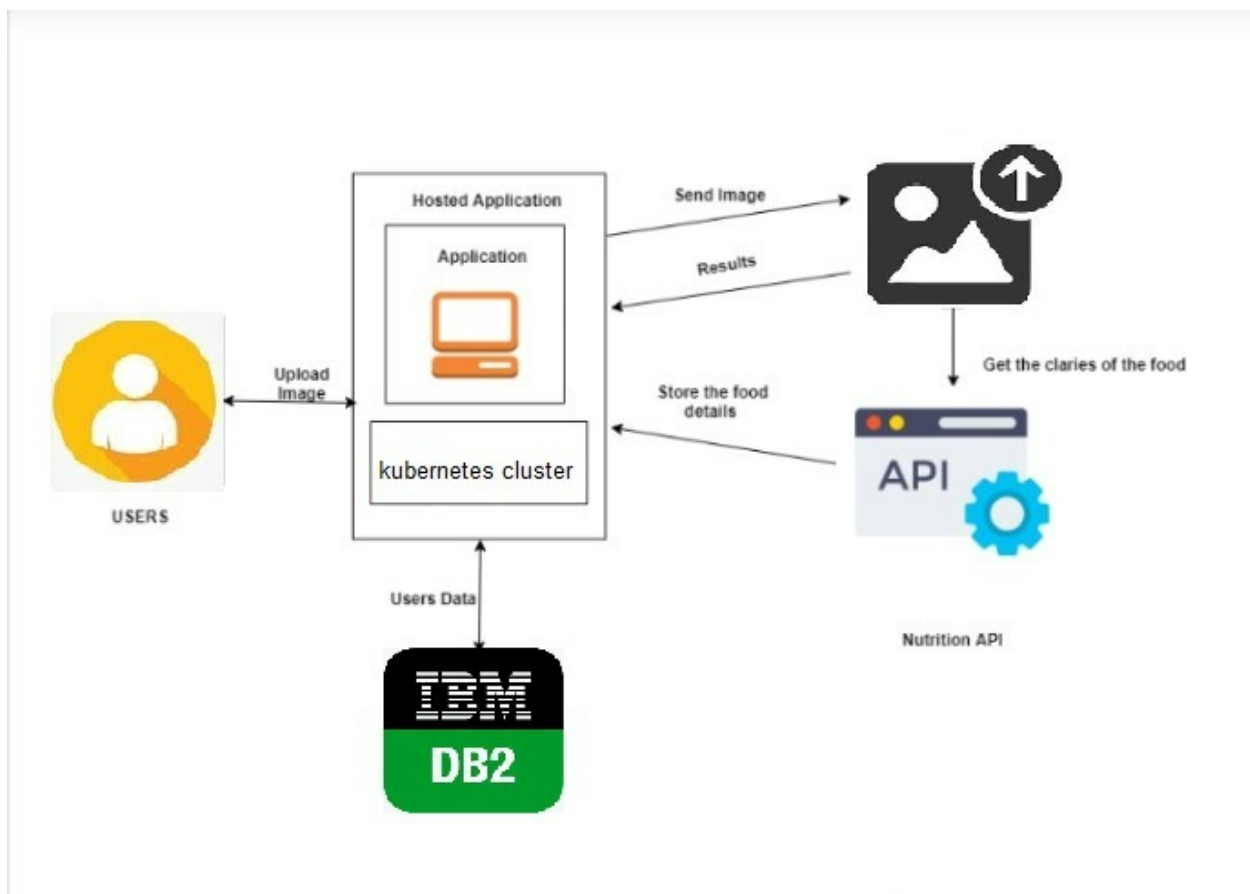 Hosted Application
Application
kubernetes cluster
Send Image
Results
Get the claries of the food
Store the food
details
API
Nutrition API
Upload
Image
USERS
Users Data
IBM
DB2